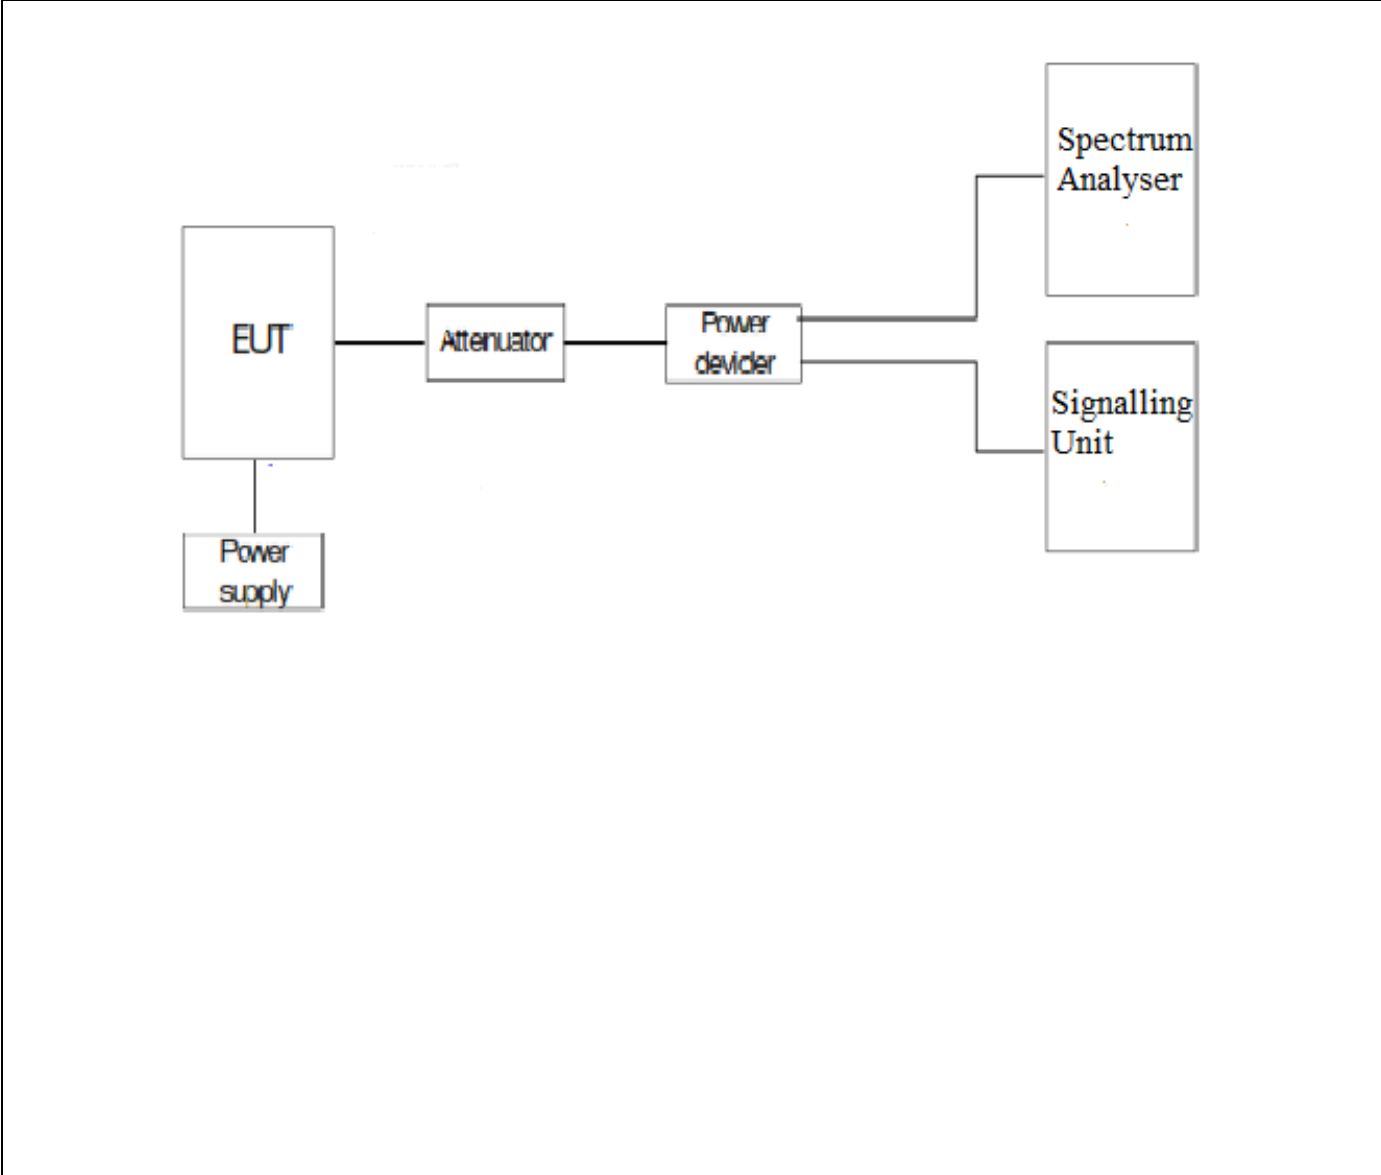 Spectrum
Analyser
EUT
Attenuator
Power
devider
Signalling
Unit
Power
supply